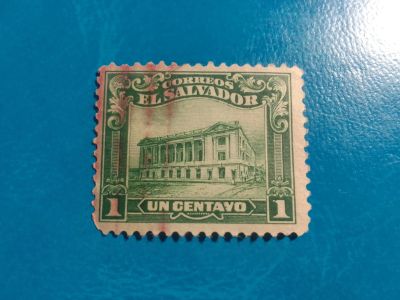 CORREOS
EL SALVADOR
1 UN CENTAVO 1